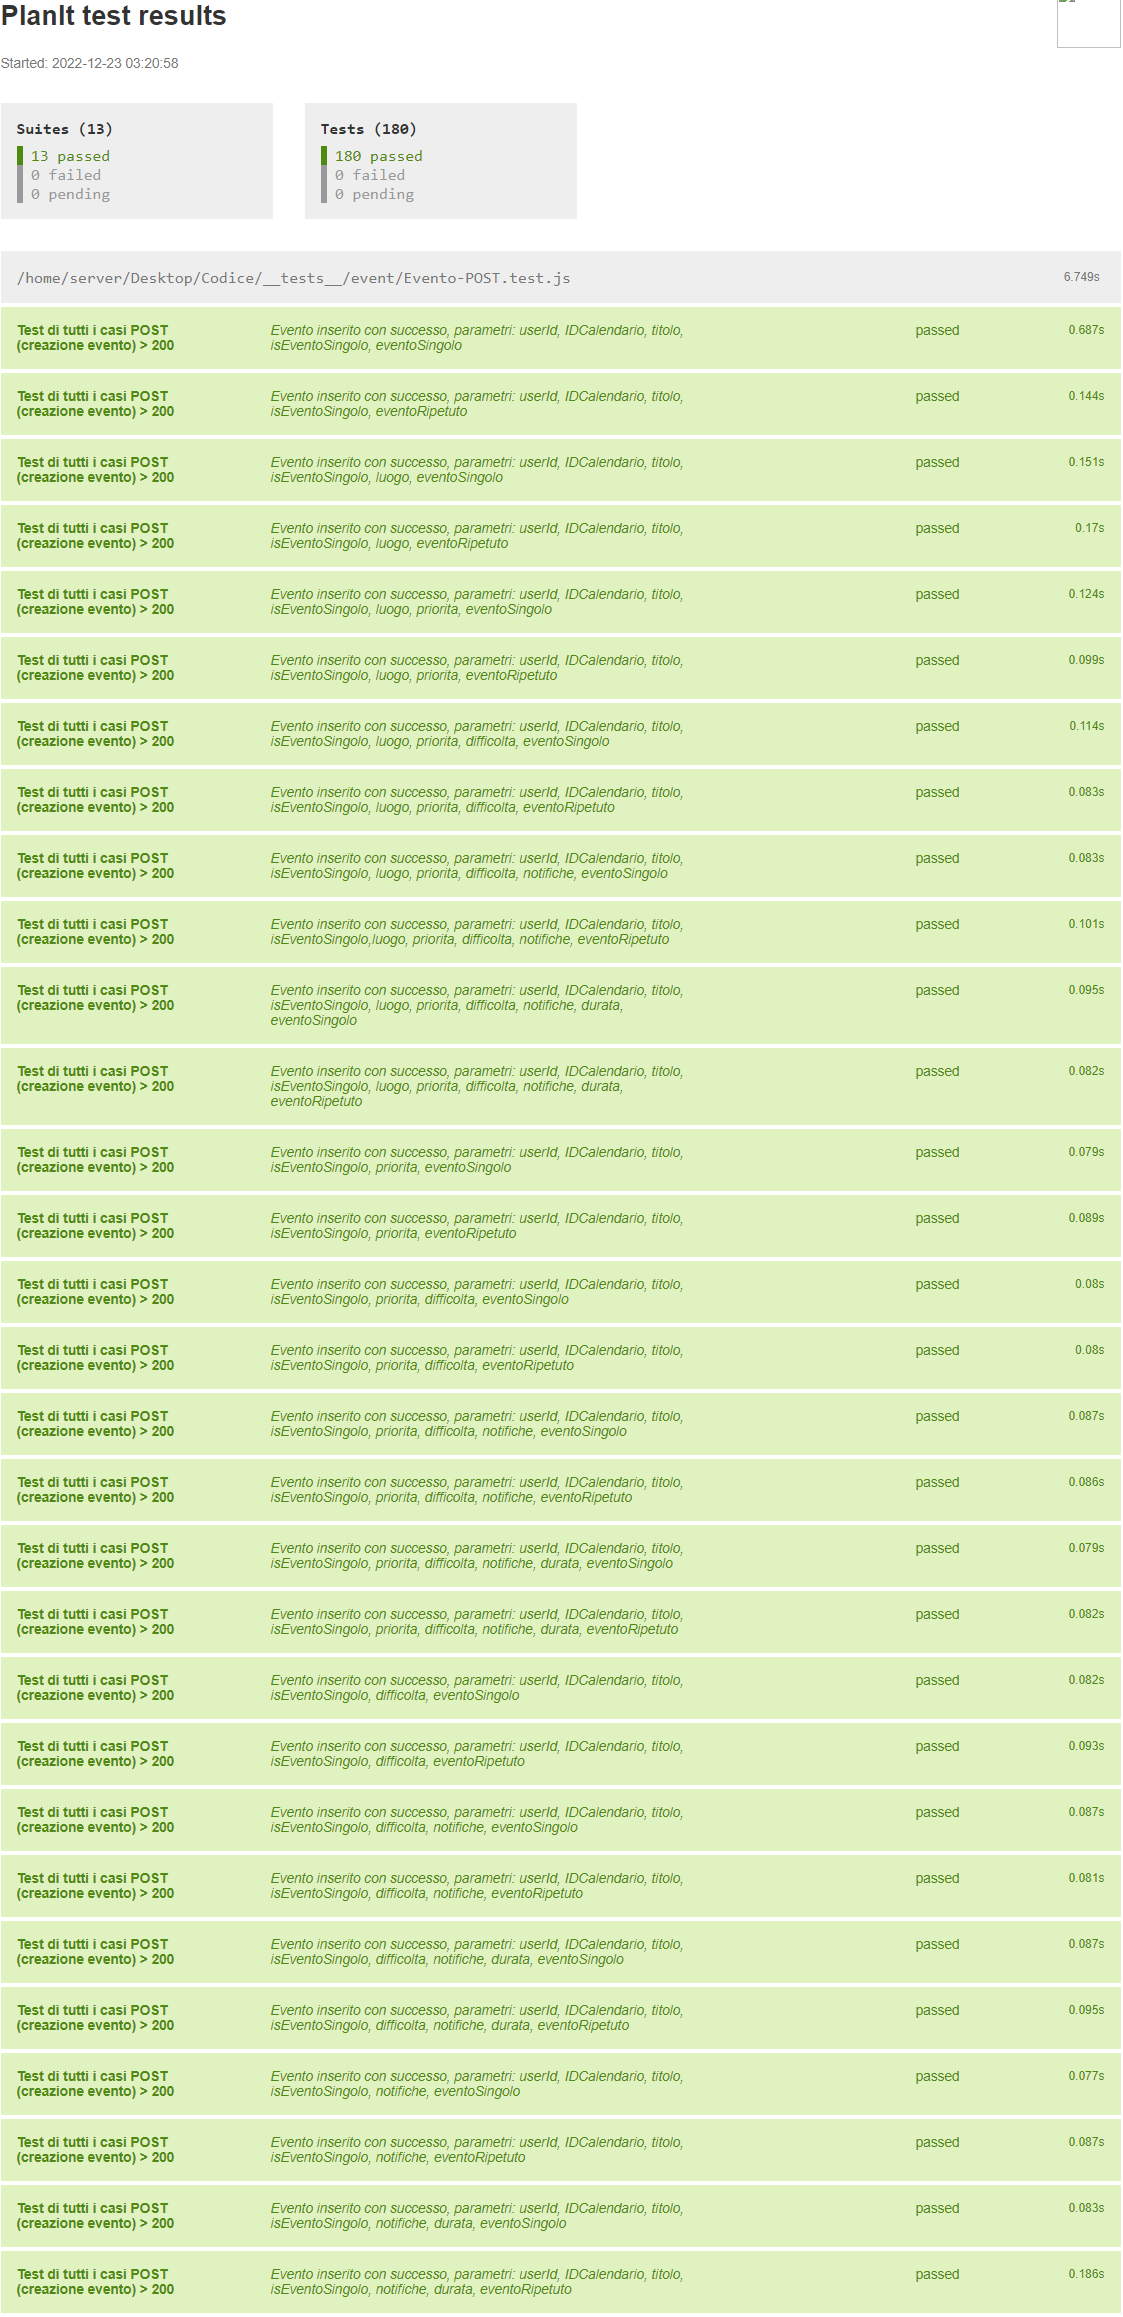 PlanIt test results
Started: 2022-12-23 03:20:58
Suites (13)
13 passed
0 failed
0 pending
Tests (180)
180 passed
0 failed
0 pending
/home/server/Desktop/Codice/__tests__/event/Evento-POST.test.js 6.749s
Test di tutti i casi POST Evento inserito con successo, parametri: userId, IDCalendario, titolo, passed 0.687s
(creazione evento) > 200 isEventoSingolo, eventoSingolo
Test di tutti i casi POST Evento inserito con successo, parametri: userId, IDCalendario, titolo, passed 0.144s
(creazione evento) > 200 isEventoSingolo, eventoRipetuto
Test di tutti i casi POST Evento inserito con successo, parametri: userId, IDCalendario, titolo, passed 0.151s
(creazione evento) > 200 isEventoSingolo, luogo, eventoSingolo
Test di tutti i casi POST Evento inserito con successo, parametri: userId, IDCalendario, titolo, passed 0.17s
(creazione evento) > 200 isEventoSingolo, luogo, eventoRipetuto
Test di tutti i casi POST Evento inserito con successo, parametri: userId, IDCalendario, titolo, passed 0.124s
(creazione evento) > 200 isEventoSingolo, luogo, priorita, eventoSingolo
Test di tutti i casi POST Evento inserito con successo, parametri: userId, IDCalendario, titolo, passed 0.099s
(creazione evento) > 200 isEventoSingolo, luogo, priorita, eventoRipetuto
Test di tutti i casi POST Evento inserito con successo, parametri: userId, IDCalendario, titolo, passed 0.114s
(creazione evento) > 200 isEventoSingolo, luogo, priorita, difficolta, eventoSingolo
Test di tutti i casi POST Evento inserito con successo, parametri: userId, IDCalendario, titolo, passed 0.083s
(creazione evento) > 200 isEventoSingolo, luogo, priorita, difficolta, eventoRipetuto
Test di tutti i casi POST Evento inserito con successo, parametri: userId, IDCalendario, titolo, passed 0.083s
(creazione evento) > 200 isEventoSingolo, luogo, priorita, difficolta, notifiche, eventoSingolo
Test di tutti i casi POST Evento inserito con successo, parametri: userId, IDCalendario, titolo, passed 0.101s
(creazione evento) > 200 isEventoSingolo,luogo, priorita, difficolta, notifiche, eventoRipetuto
Test di tutti i casi POST Evento inserito con successo, parametri: userId, IDCalendario, titolo, passed 0.095s
(creazione evento) > 200 isEventoSingolo, luogo, priorita, difficolta, notifiche, durata,
eventoSingolo
Test di tutti i casi POST Evento inserito con successo, parametri: userId, IDCalendario, titolo, passed 0.082s
(creazione evento) > 200 isEventoSingolo, luogo, priorita, difficolta, notifiche, durata,
eventoRipetuto
Test di tutti i casi POST Evento inserito con successo, parametri: userId, IDCalendario, titolo, passed 0.079s
(creazione evento) > 200 isEventoSingolo, priorita, eventoSingolo
Test di tutti i casi POST Evento inserito con successo, parametri: userId, IDCalendario, titolo, passed 0.089s
(creazione evento) > 200 isEventoSingolo, priorita, eventoRipetuto
Test di tutti i casi POST Evento inserito con successo, parametri: userId, IDCalendario, titolo, passed 0.08s
(creazione evento) > 200 isEventoSingolo, priorita, difficolta, eventoSingolo
Test di tutti i casi POST Evento inserito con successo, parametri: userId, IDCalendario, titolo, passed 0.08s
(creazione evento) > 200 isEventoSingolo, priorita, difficolta, eventoRipetuto
Test di tutti i casi POST Evento inserito con successo, parametri: userId, IDCalendario, titolo, passed 0.087s
(creazione evento) > 200 isEventoSingolo, priorita, difficolta, notifiche, eventoSingolo
Test di tutti i casi POST Evento inserito con successo, parametri: userId, IDCalendario, titolo, passed 0.086s
(creazione evento) > 200 isEventoSingolo, priorita, difficolta, notifiche, eventoRipetuto
Test di tutti i casi POST Evento inserito con successo, parametri: userId, IDCalendario, titolo, passed 0.079s
(creazione evento) > 200 isEventoSingolo, priorita, difficolta, notifiche, durata, eventoSingolo
Test di tutti i casi POST Evento inserito con successo, parametri: userId, IDCalendario, titolo, passed 0.082s
(creazione evento) > 200 isEventoSingolo, priorita, difficolta, notifiche, durata, eventoRipetuto
Test di tutti i casi POST Evento inserito con successo, parametri: userId, IDCalendario, titolo, passed 0.082s
(creazione evento) > 200 isEventoSingolo, difficolta, eventoSingolo
Test di tutti i casi POST Evento inserito con successo, parametri: userId, IDCalendario, titolo, passed 0.093s
(creazione evento) > 200 isEventoSingolo, difficolta, eventoRipetuto
Test di tutti i casi POST Evento inserito con successo, parametri: userId, IDCalendario, titolo, passed 0.087s
(creazione evento) > 200 isEventoSingolo, difficolta, notifiche, eventoSingolo
Test di tutti i casi POST Evento inserito con successo, parametri: userId, IDCalendario, titolo, passed 0.081s
(creazione evento) > 200 isEventoSingolo, difficolta, notifiche, eventoRipetuto
Test di tutti i casi POST Evento inserito con successo, parametri: userId, IDCalendario, titolo, passed 0.087s
(creazione evento) > 200 isEventoSingolo, difficolta, notifiche, durata, eventoSingolo
Test di tutti i casi POST Evento inserito con successo, parametri: userId, IDCalendario, titolo, passed 0.095s
(creazione evento) > 200 isEventoSingolo, difficolta, notifiche, durata, eventoRipetuto
Test di tutti i casi POST Evento inserito con successo, parametri: userId, IDCalendario, titolo, passed 0.077s
(creazione evento) > 200 isEventoSingolo, notifiche, eventoSingolo
Test di tutti i casi POST Evento inserito con successo, parametri: userId, IDCalendario, titolo, passed 0.087s
(creazione evento) > 200 isEventoSingolo, notifiche, eventoRipetuto
Test di tutti i casi POST Evento inserito con successo, parametri: userId, IDCalendario, titolo, passed 0.083s
(creazione evento) > 200 isEventoSingolo, notifiche, durata, eventoSingolo
Test di tutti i casi POST Evento inserito con successo, parametri: userId, IDCalendario, titolo, passed 0.186s
(creazione evento) > 200 isEventoSingolo, notifiche, durata, eventoRipetuto